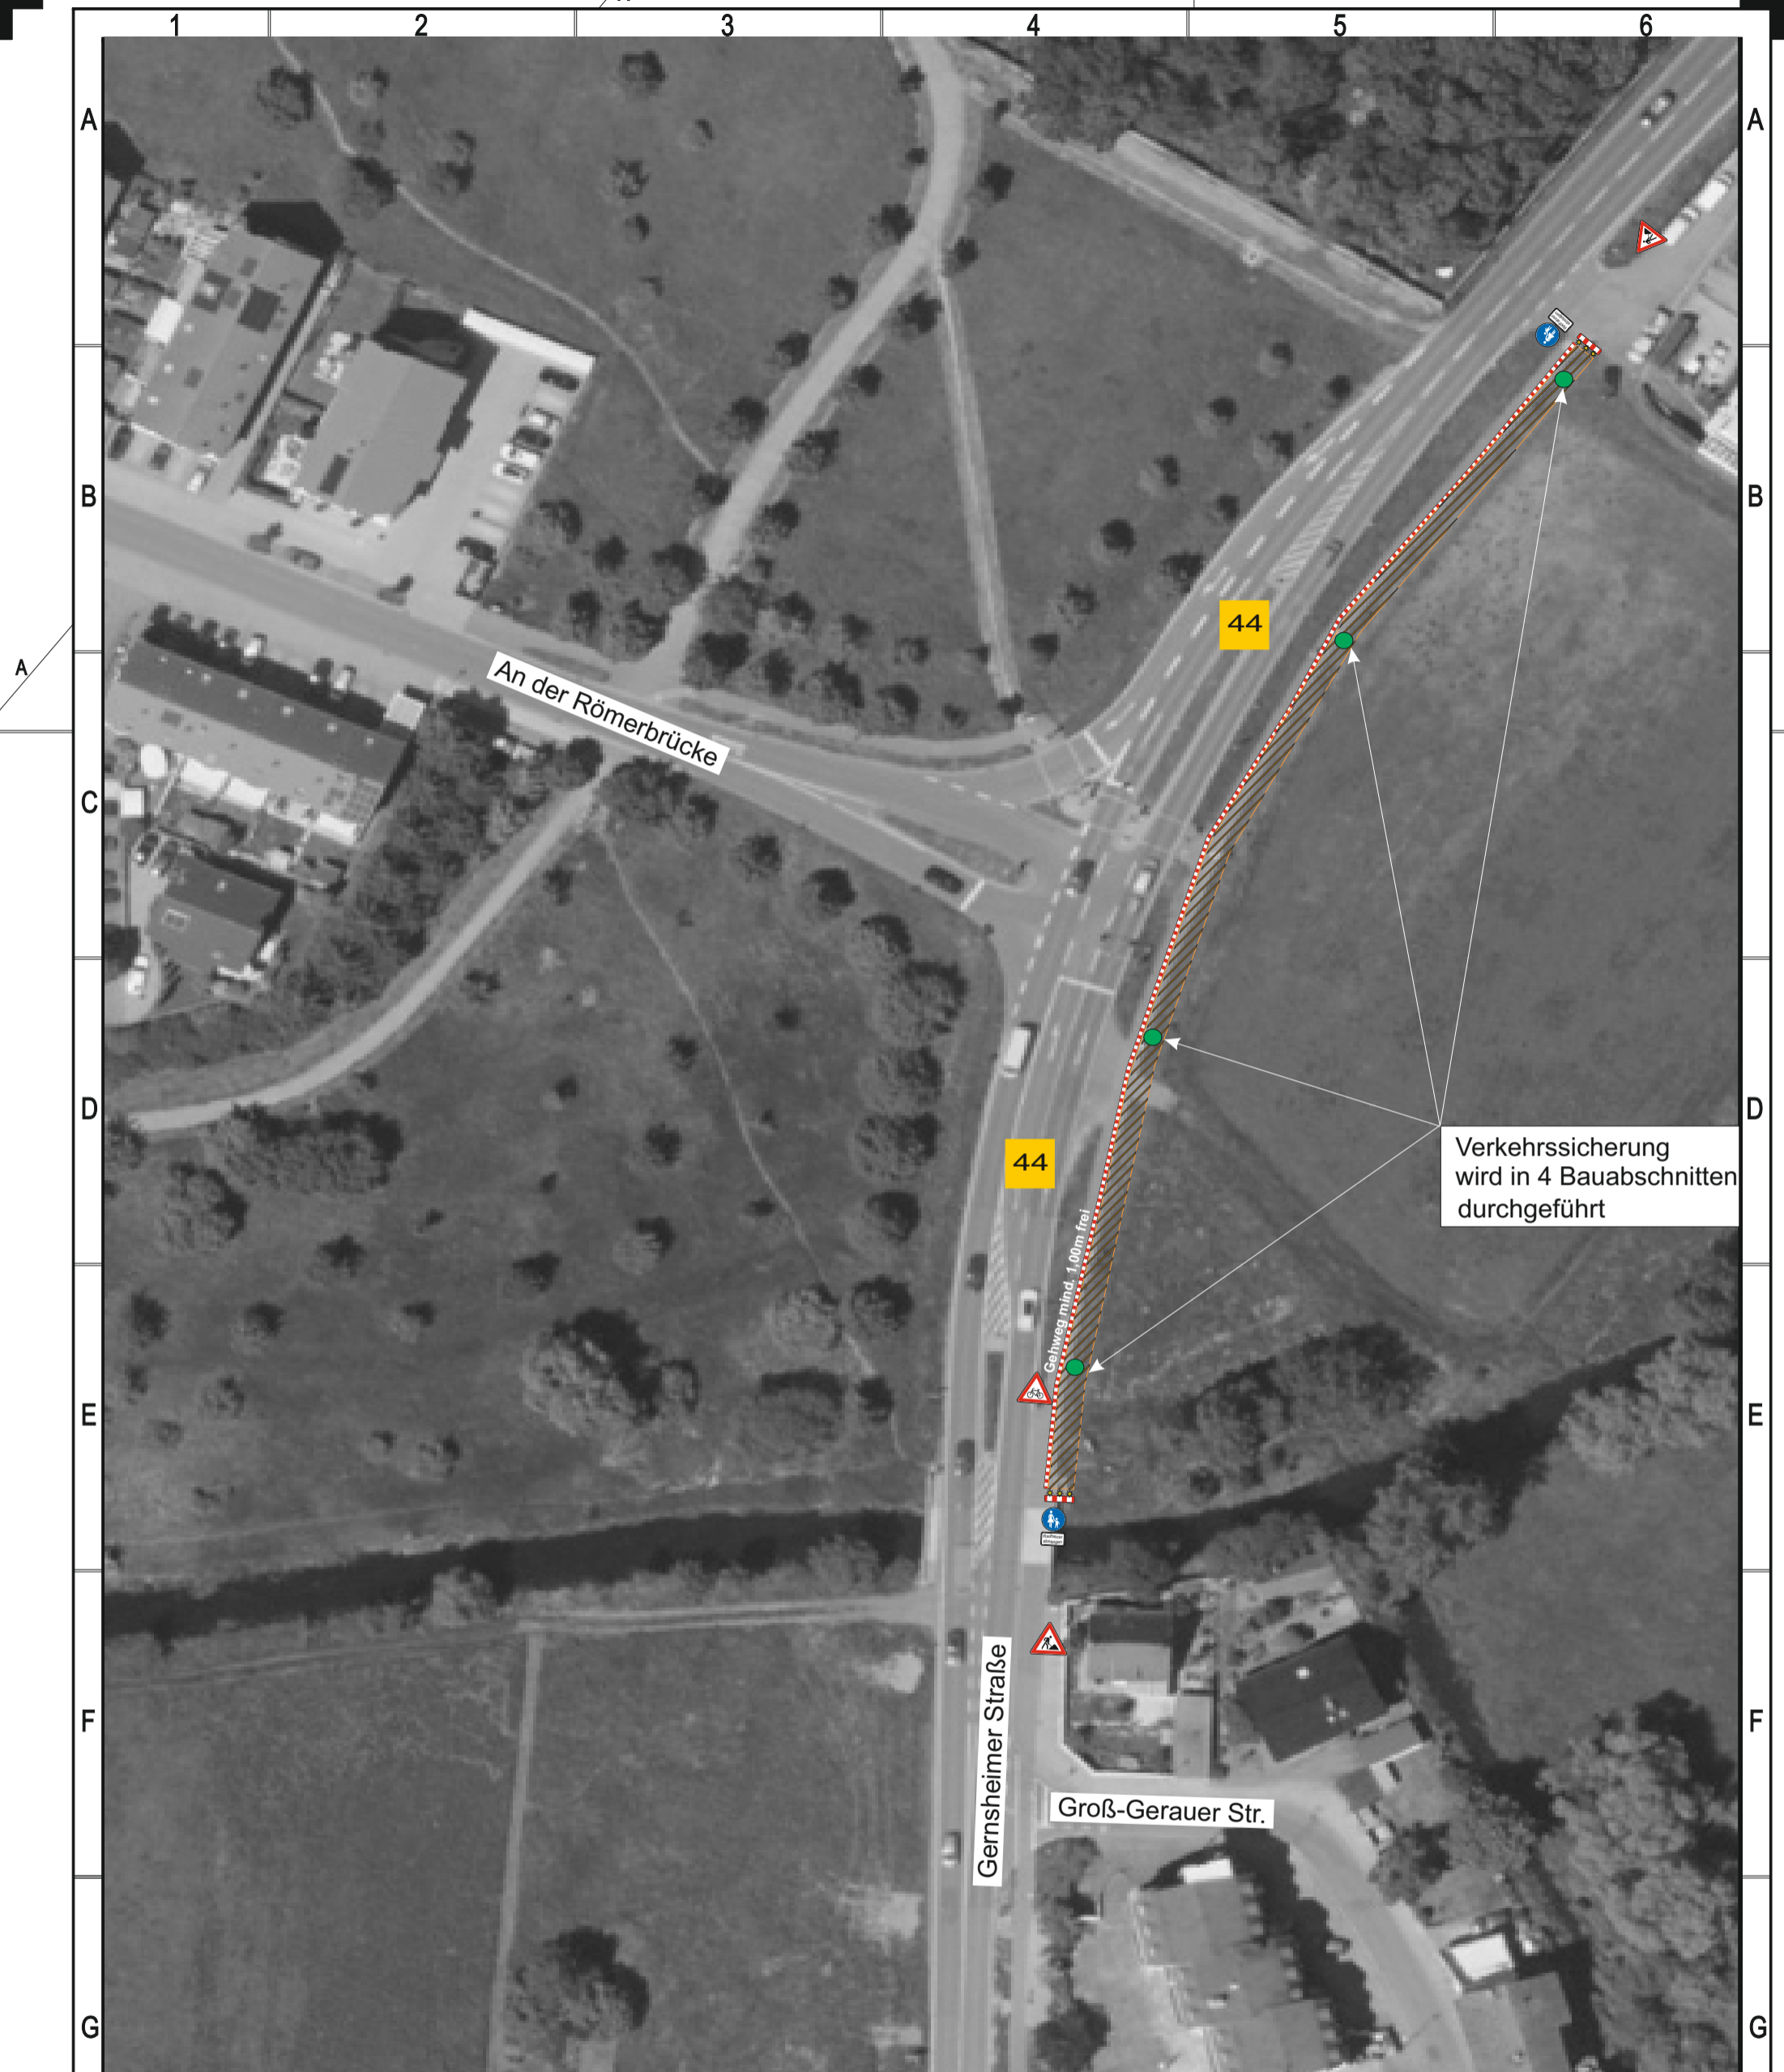 1
2
3
4
5
6
A
A
B
B
44
A
An der Römerbrücke
C
C
D
D
Verkehrssicherung
wird in 4 Bauabschnitten
durchgeführt
44
Gehweg mind. 1,00m frei
E
E
F
F
Gernsheimer Straße
Groß-Gerauer Str.
G
G